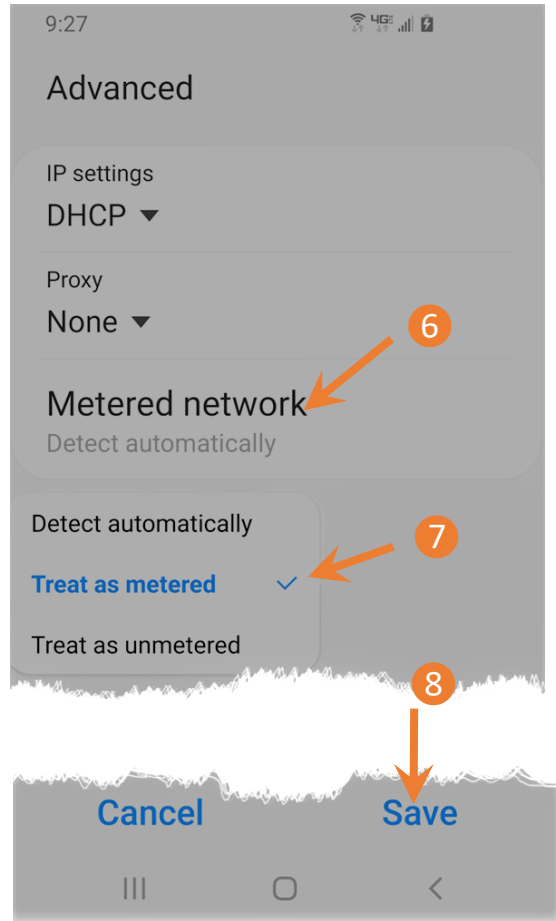 9:27
4GE
Advanced
IP settings
DHCP
Proxy
None
6
Metered network
Detect automatically
Detect automatically
7
Treat as metered
Treat as unmetered
8
Cancel
Save